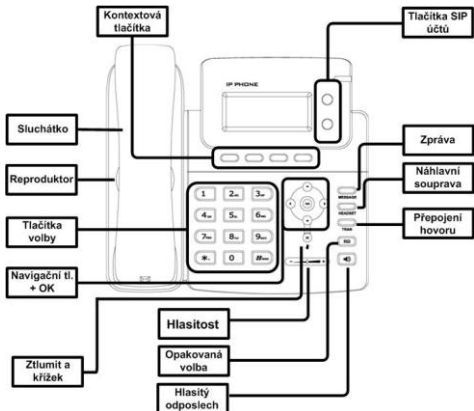 Kontextová
tlačítka
Tlačítka SIP
účtů
IP PHONE
Sluchátko
Zpráva
Reproduktor
MESSAGE
Náhlavní
souprava
HEADSET
Tlačítka
volby
1 2 3
4 5 6
7 8 9
* 0 #
OK
TRAN
Přepojení
hovoru
RD
Navigační tl.
+ OK
Hlasitost
Ztlumit a
křížek
Opakovaná
volba
Hlasitý
odposlech